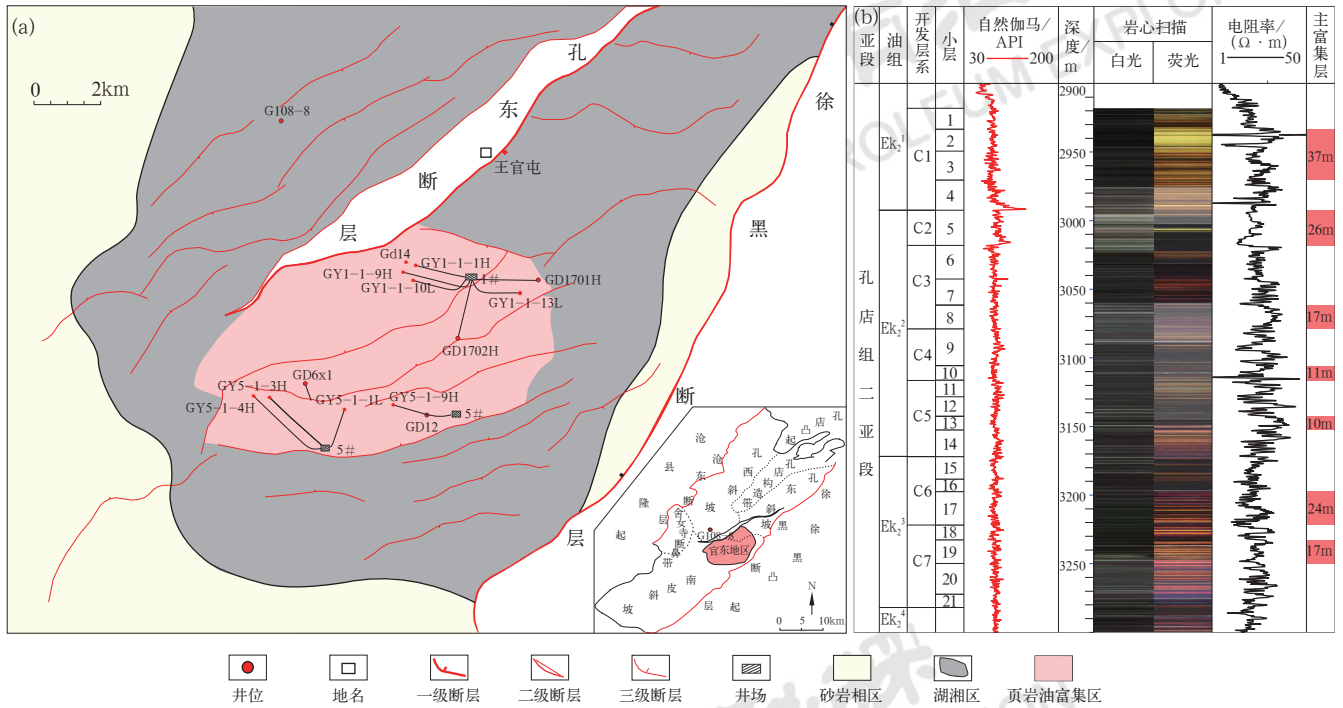 (a)
0 2km
G108-8
孔
东
断
层
王官屯
徐
黑
断
层
Gd14
GY1-1-1H
GY1-1-9H
GY1-1-10L
1#
GD1701H
GY1-1-13L
GD1702H
GD6x1
GY5-1-3H
GY5-1-4H
GY5-1-1L
GY5-1-9H
GD12
5#
5#
沧
县
隆
起
沧
东
断
层
孔
西
斜
坡
孔
店
构
造
带
孔
东
斜
坡
孔
店
凸
起
徐
黑
断
层
徐
黑
凸
起
舍
女
寺
断
鼻
带
南
皮
斜
坡
G108-8
官东地区
N
0 5 10km
(b)
亚段
油组
开发层系
小层
自然伽马/
API
30 200
深度/m
岩心扫描
白光
荧光
电阻率/
(Ω·m)
1 50
主富集层
孔店组二亚段
Ek₂¹
Ek₂²
Ek₂³
Ek₂⁴
C1
C2
C3
C4
C5
C6
C7
1
2
3
4
5
6
7
8
9
10
11
12
13
14
15
16
17
18
19
20
21
2900
2950
3000
3050
3100
3150
3200
3250
37m
26m
17m
11m
10m
24m
17m
井位
地名
一级断层
二级断层
三级断层
井场
砂岩相区
湖湘区
页岩油富集区